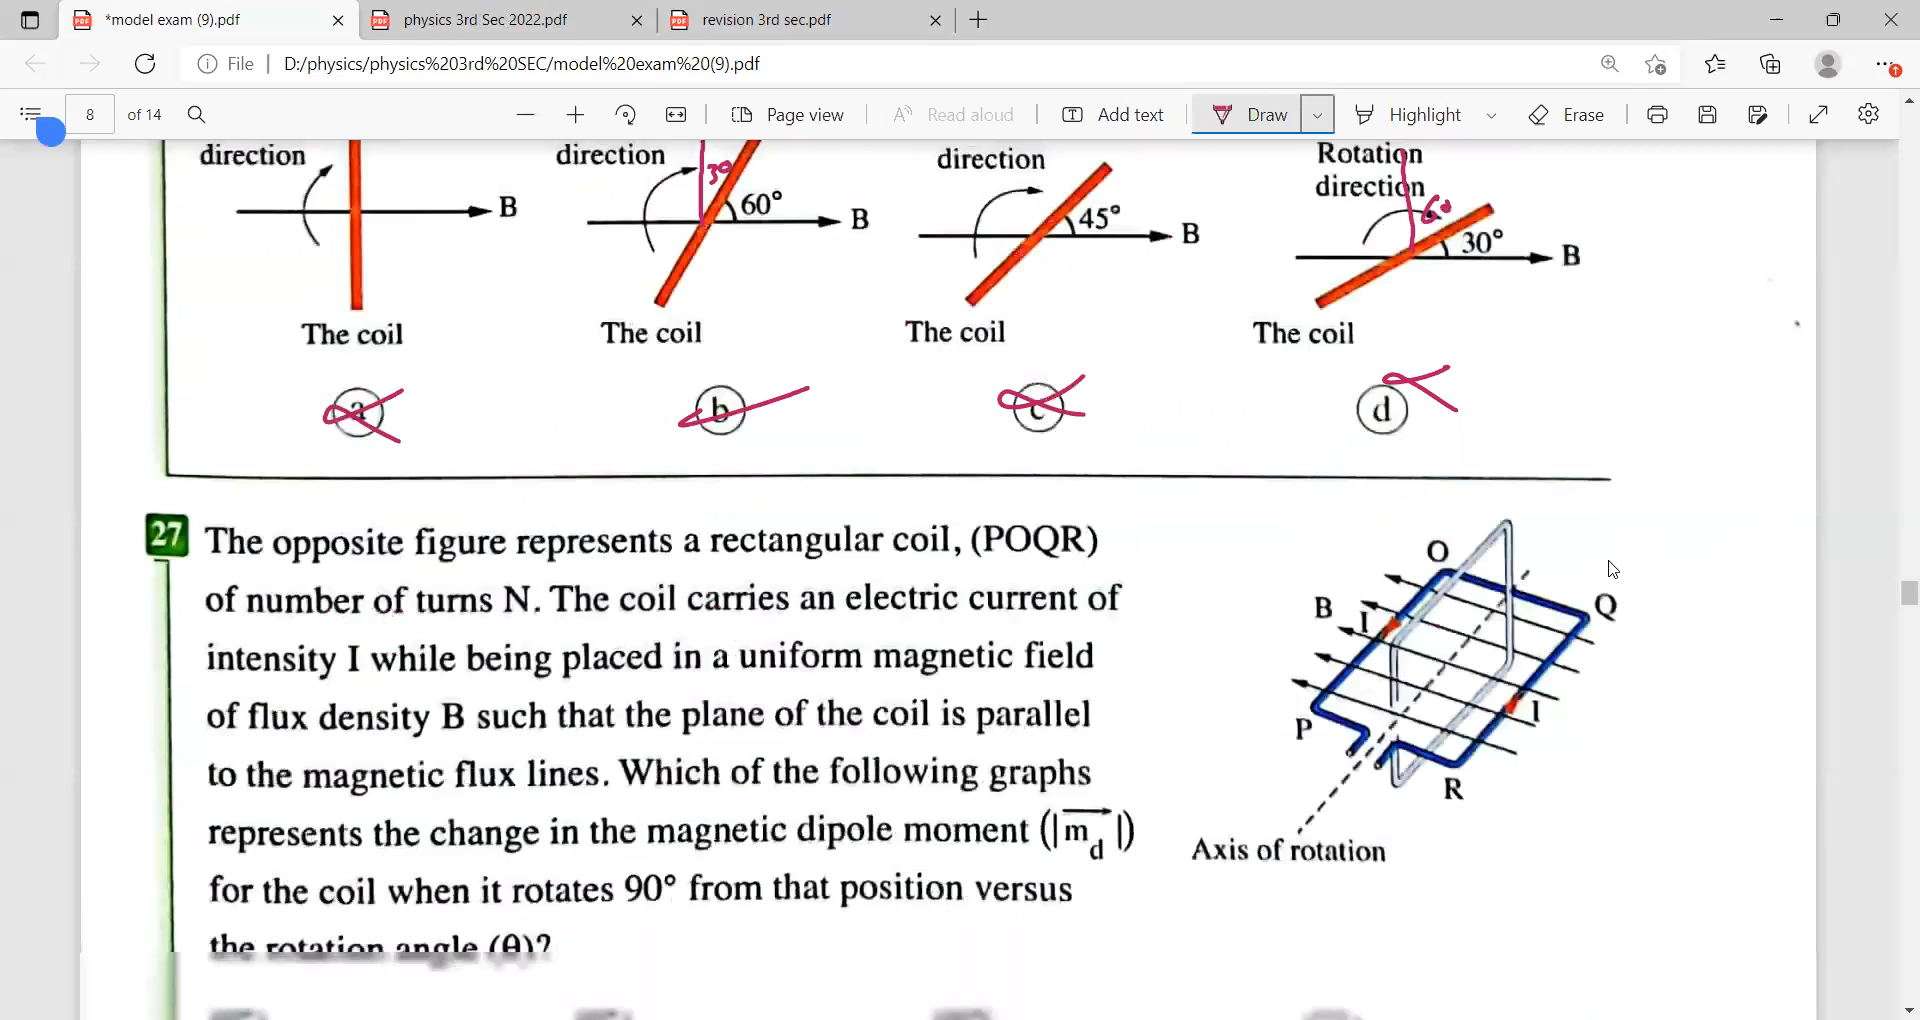 *model exam (9).pdf
physics 3rd Sec 2022.pdf
revision 3rd sec.pdf
File
D:/physics/physics%203rd%20SEC/model%20exam%20(9).pdf
8 of 14
Page view
Read aloud
Add text
Draw
Highlight
Erase
direction
B
The coil
a
direction
30
60°
B
The coil
b
direction
45°
B
The coil
c
Rotation
direction
60
30°
B
The coil
d
27
The opposite figure represents a rectangular coil, (POQR)
of number of turns N. The coil carries an electric current of
intensity I while being placed in a uniform magnetic field
of flux density B such that the plane of the coil is parallel
to the magnetic flux lines. Which of the following graphs
represents the change in the magnetic dipole moment (|m_d|)
for the coil when it rotates 90° from that position versus
the rotation angle (θ)?
O
Q
B
I
I
P
R
Axis of rotation